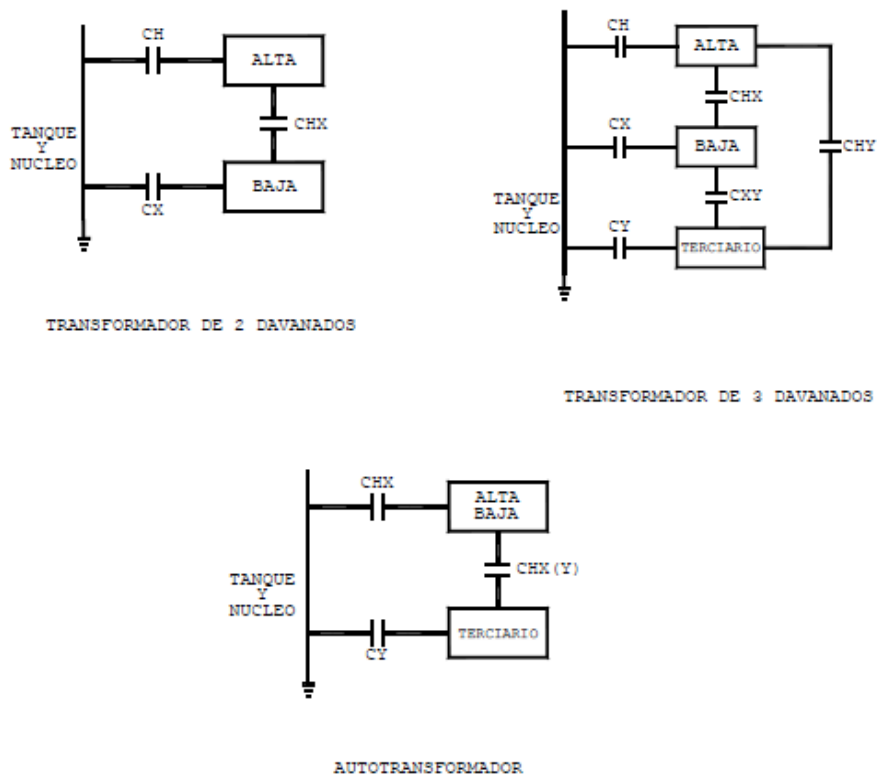 CH
ALTA
CHX
TANQUE
Y
NUCLEO
BAJA
CX
TRANSFORMADOR DE 2 DAVANADOS
CH
ALTA
CHX
CX
BAJA
CHY
CXY
TANQUE
Y
NUCLEO
CY
TERCIARIO
TRANSFORMADOR DE 3 DAVANADOS
CHX
ALTA
BAJA
CHX(Y)
TANQUE
Y
NUCLEO
TERCIARIO
CY
AUTOTRANSFORMADOR